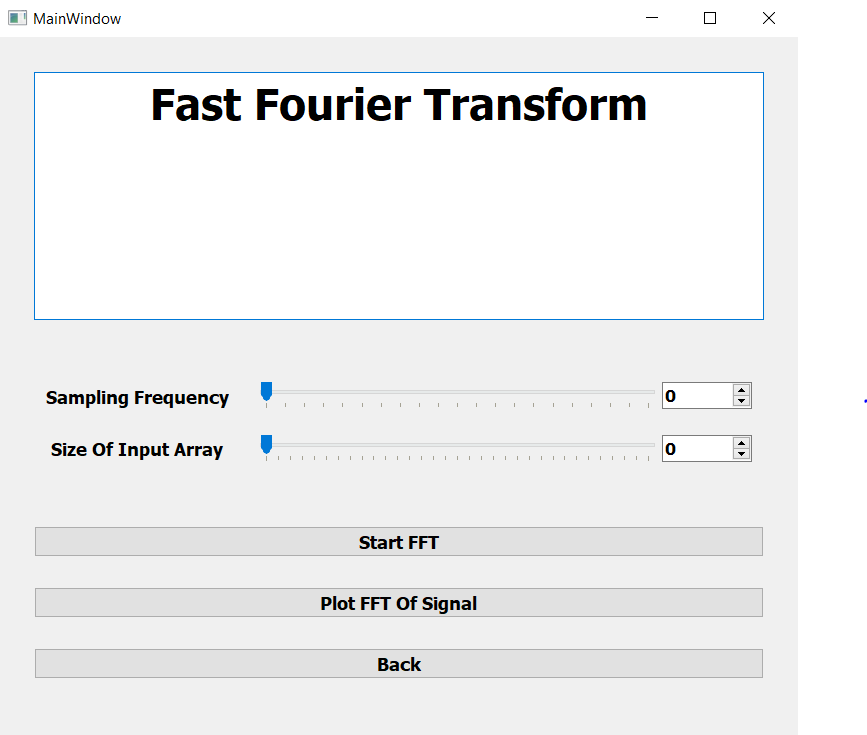 MainWindow
Fast Fourier Transform
Sampling Frequency 0
Size Of Input Array 0
Start FFT
Plot FFT Of Signal
Back